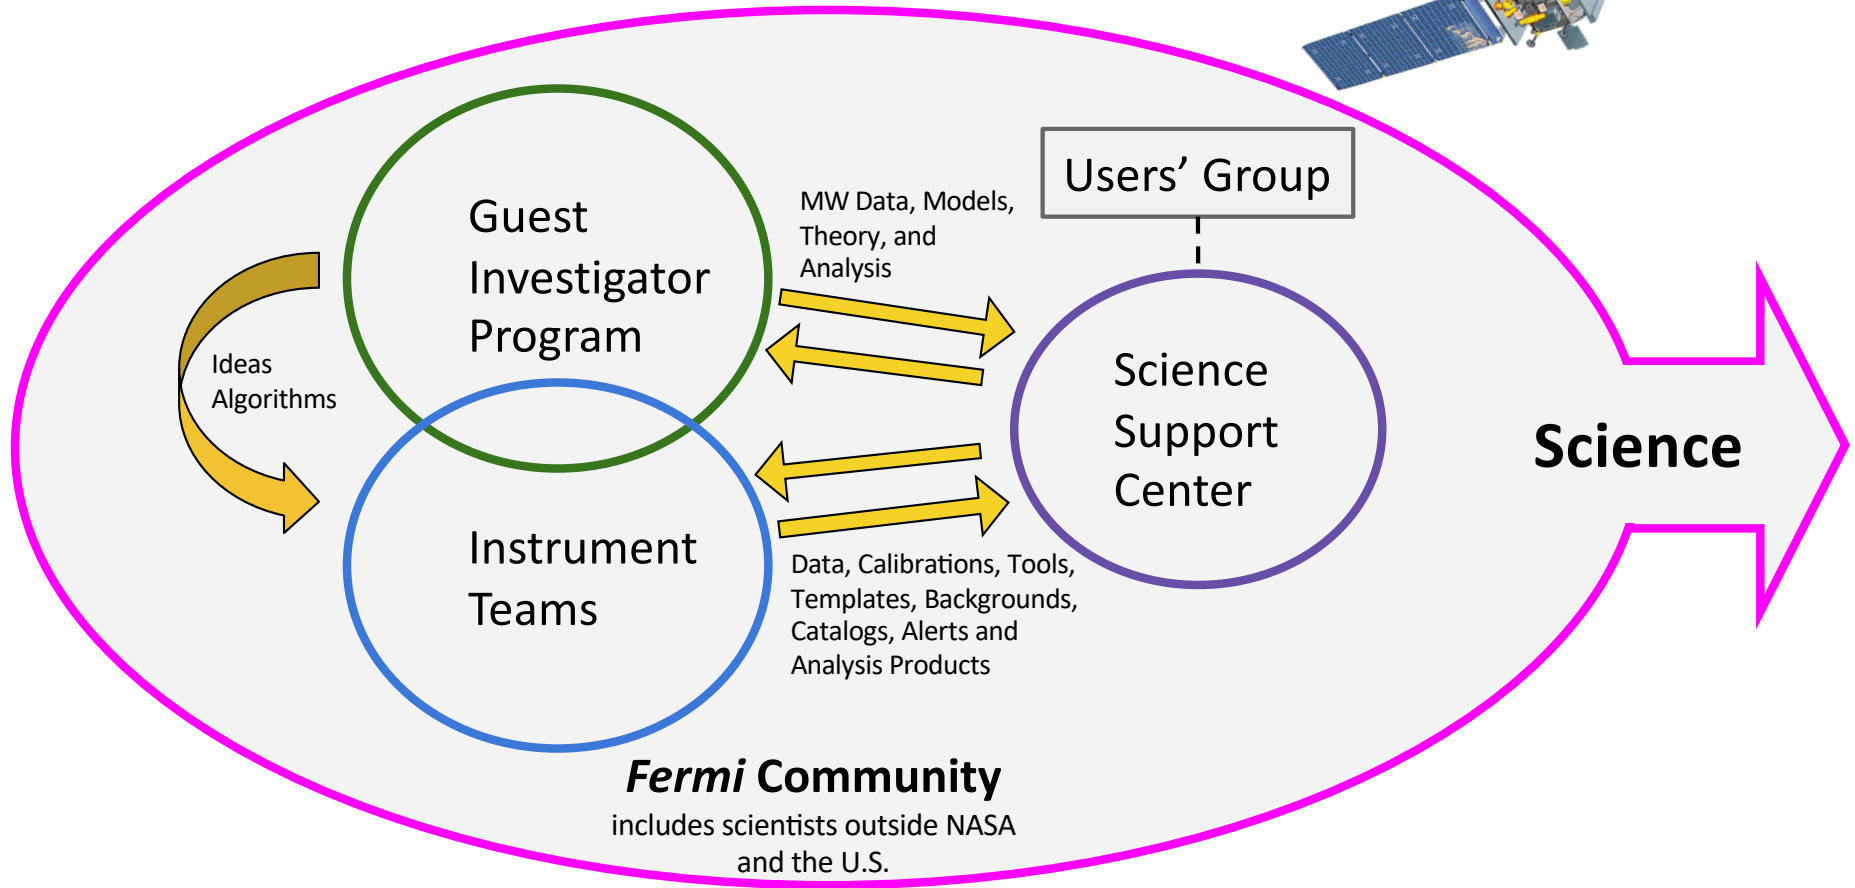 Users’ Group
MW Data, Models,
Theory, and
Analysis
Guest
Investigator
Program
Ideas
Algorithms
Science
Support
Center
Science
Instrument
Teams
Data, Calibrations, Tools,
Templates, Backgrounds,
Catalogs, Alerts and
Analysis Products
Fermi Community
includes scientists outside NASA
and the U.S.